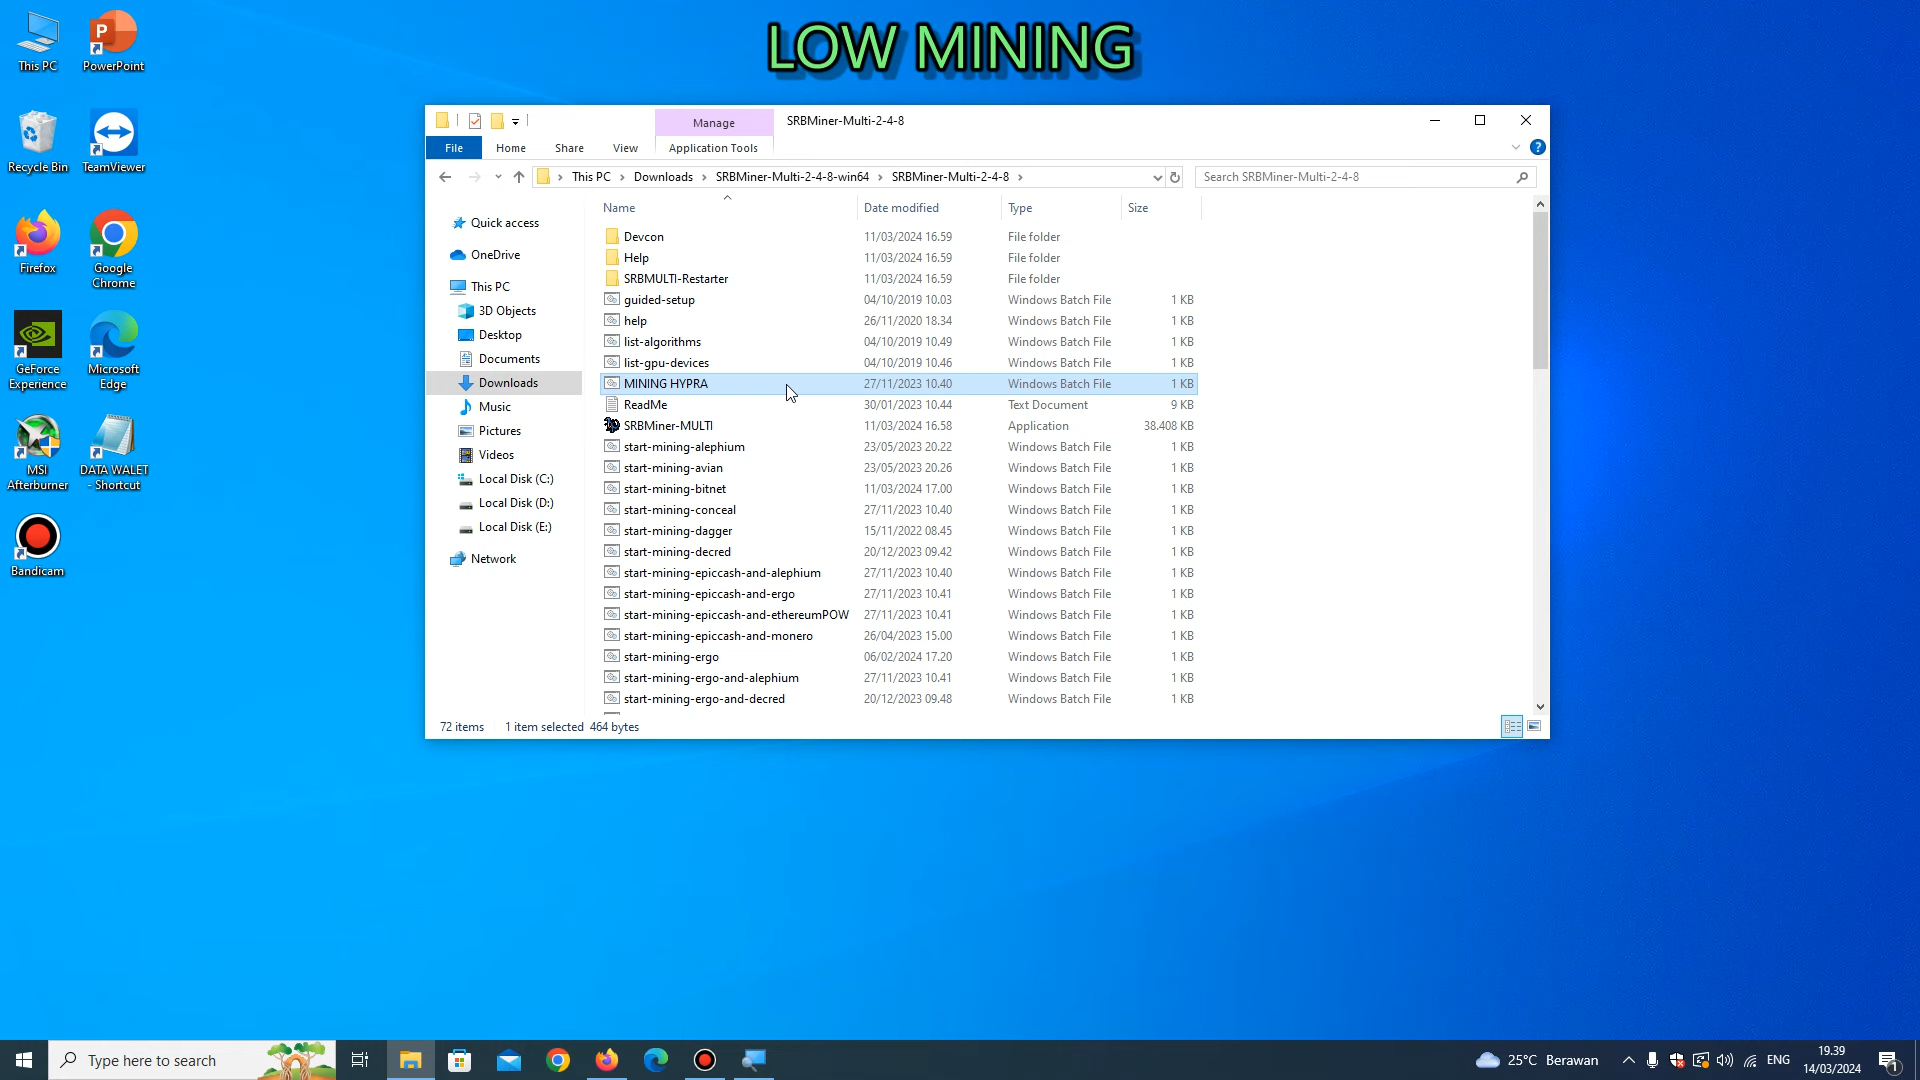 LOW MINING
This PC
PowerPoint
Recycle Bin
TeamViewer
Firefox
Google
Chrome
GeForce
Experience
Microsoft
Edge
MSI
Afterburner
DATA WALET
- Shortcut
Bandicam
Manage
SRBMiner-Multi-2-4-8
File
Home
Share
View
Application Tools
This PC > Downloads > SRBMiner-Multi-2-4-8-win64 > SRBMiner-Multi-2-4-8 >
Search SRBMiner-Multi-2-4-8
Quick access
OneDrive
This PC
3D Objects
Desktop
Documents
Downloads
Music
Pictures
Videos
Local Disk (C:)
Local Disk (D:)
Local Disk (E:)
Network
Name Date modified Type Size
Devcon 11/03/2024 16.59 File folder
Help 11/03/2024 16.59 File folder
SRBMULTI-Restarter 11/03/2024 16.59 File folder
guided-setup 04/10/2019 10.03 Windows Batch File 1 KB
help 26/11/2020 18.34 Windows Batch File 1 KB
list-algorithms 04/10/2019 10.49 Windows Batch File 1 KB
list-gpu-devices 04/10/2019 10.46 Windows Batch File 1 KB
MINING HYPRA 27/11/2023 10.40 Windows Batch File 1 KB
ReadMe 30/01/2023 10.44 Text Document 9 KB
SRBMiner-MULTI 11/03/2024 16.58 Application 38.408 KB
start-mining-alephium 23/05/2023 20.22 Windows Batch File 1 KB
start-mining-avian 23/05/2023 20.26 Windows Batch File 1 KB
start-mining-bitnet 11/03/2024 17.00 Windows Batch File 1 KB
start-mining-conceal 27/11/2023 10.40 Windows Batch File 1 KB
start-mining-dagger 15/11/2022 08.45 Windows Batch File 1 KB
start-mining-decred 20/12/2023 09.42 Windows Batch File 1 KB
start-mining-epiccash-and-alephium 27/11/2023 10.40 Windows Batch File 1 KB
start-mining-epiccash-and-ergo 27/11/2023 10.41 Windows Batch File 1 KB
start-mining-epiccash-and-ethereumPOW 27/11/2023 10.41 Windows Batch File 1 KB
start-mining-epiccash-and-monero 26/04/2023 15.00 Windows Batch File 1 KB
start-mining-ergo 06/02/2024 17.20 Windows Batch File 1 KB
start-mining-ergo-and-alephium 27/11/2023 10.41 Windows Batch File 1 KB
start-mining-ergo-and-decred 20/12/2023 09.48 Windows Batch File 1 KB
72 items 1 item selected 464 bytes
Type here to search
25°C Berawan
ENG
19.39
14/03/2024
1